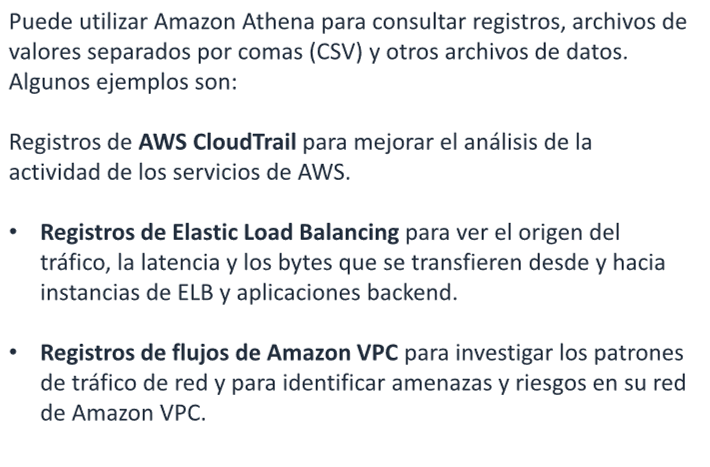 Puede utilizar Amazon Athena para consultar registros, archivos de
valores separados por comas (CSV) y otros archivos de datos.
Algunos ejemplos son:
Registros de AWS CloudTrail para mejorar el análisis de la
actividad de los servicios de AWS.
• Registros de Elastic Load Balancing para ver el origen del
tráfico, la latencia y los bytes que se transfieren desde y hacia
instancias de ELB y aplicaciones backend.
• Registros de flujos de Amazon VPC para investigar los patrones
de tráfico de red y para identificar amenazas y riesgos en su red
de Amazon VPC.